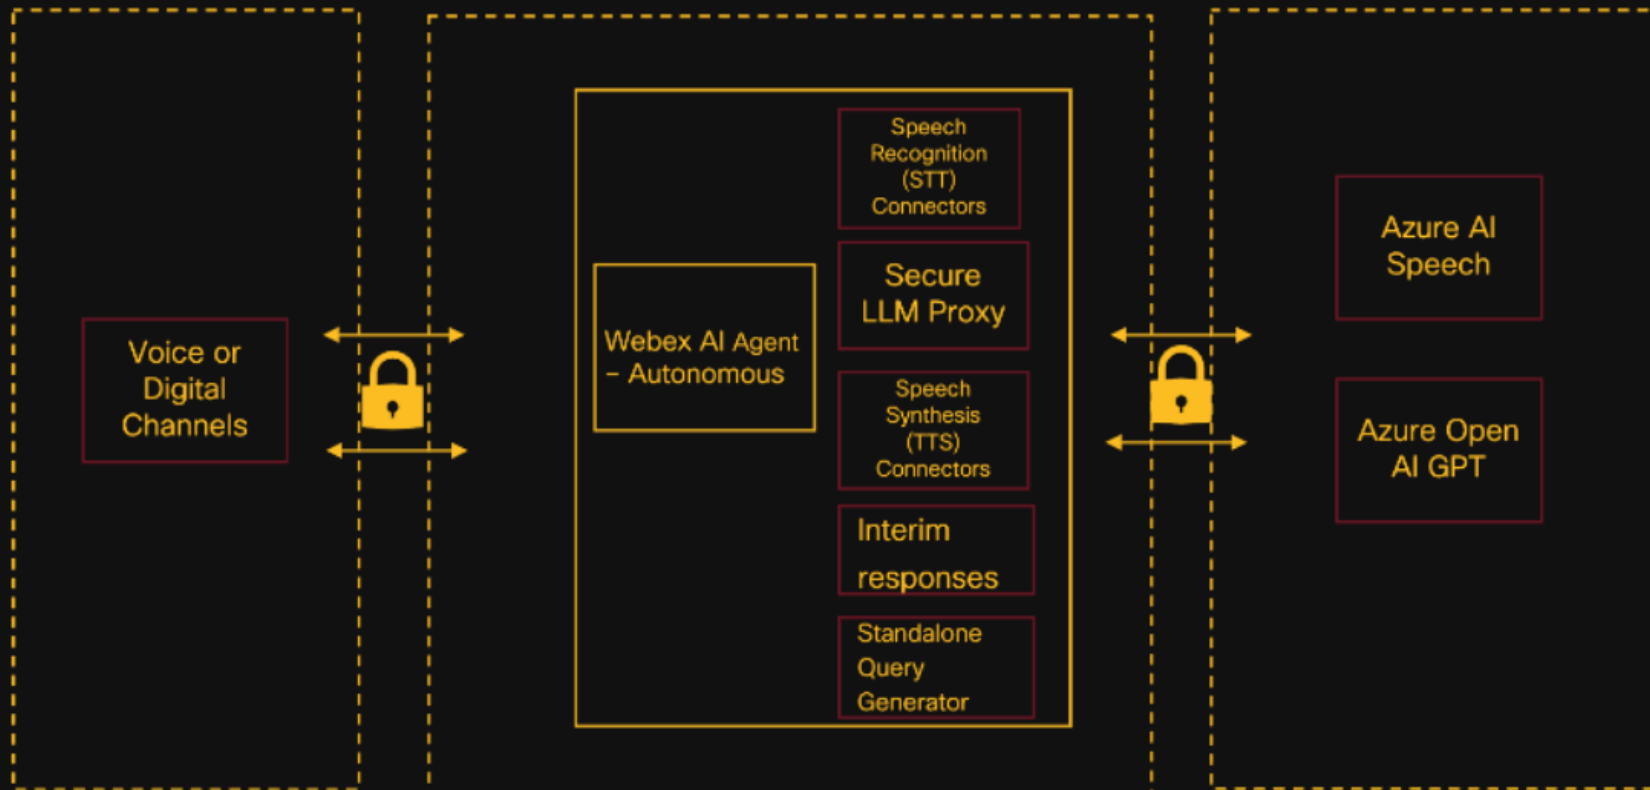 Voice or
Digital
Channels
Webex AI Agent
– Autonomous
Speech
Recognition
(STT)
Connectors
Secure
LLM Proxy
Speech
Synthesis
(TTS)
Connectors
Interim
responses
Standalone
Query
Generator
Azure AI
Speech
Azure Open
AI GPT